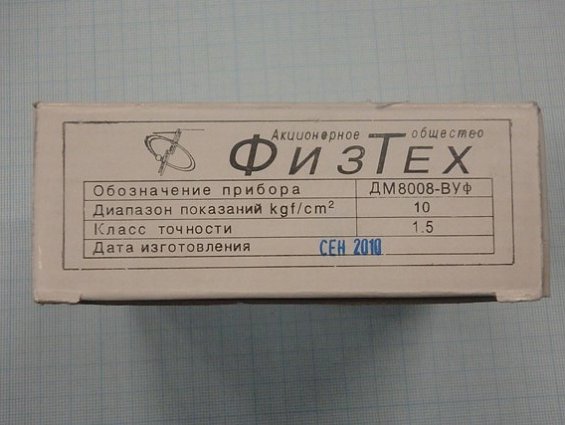 Акционерное общество
ФИЗТЕХ
Обозначение прибора ДМ8008-ВУф
Диапазон показаний kgf/cm² 10
Класс точности 1.5
Дата изготовления СЕН 2010